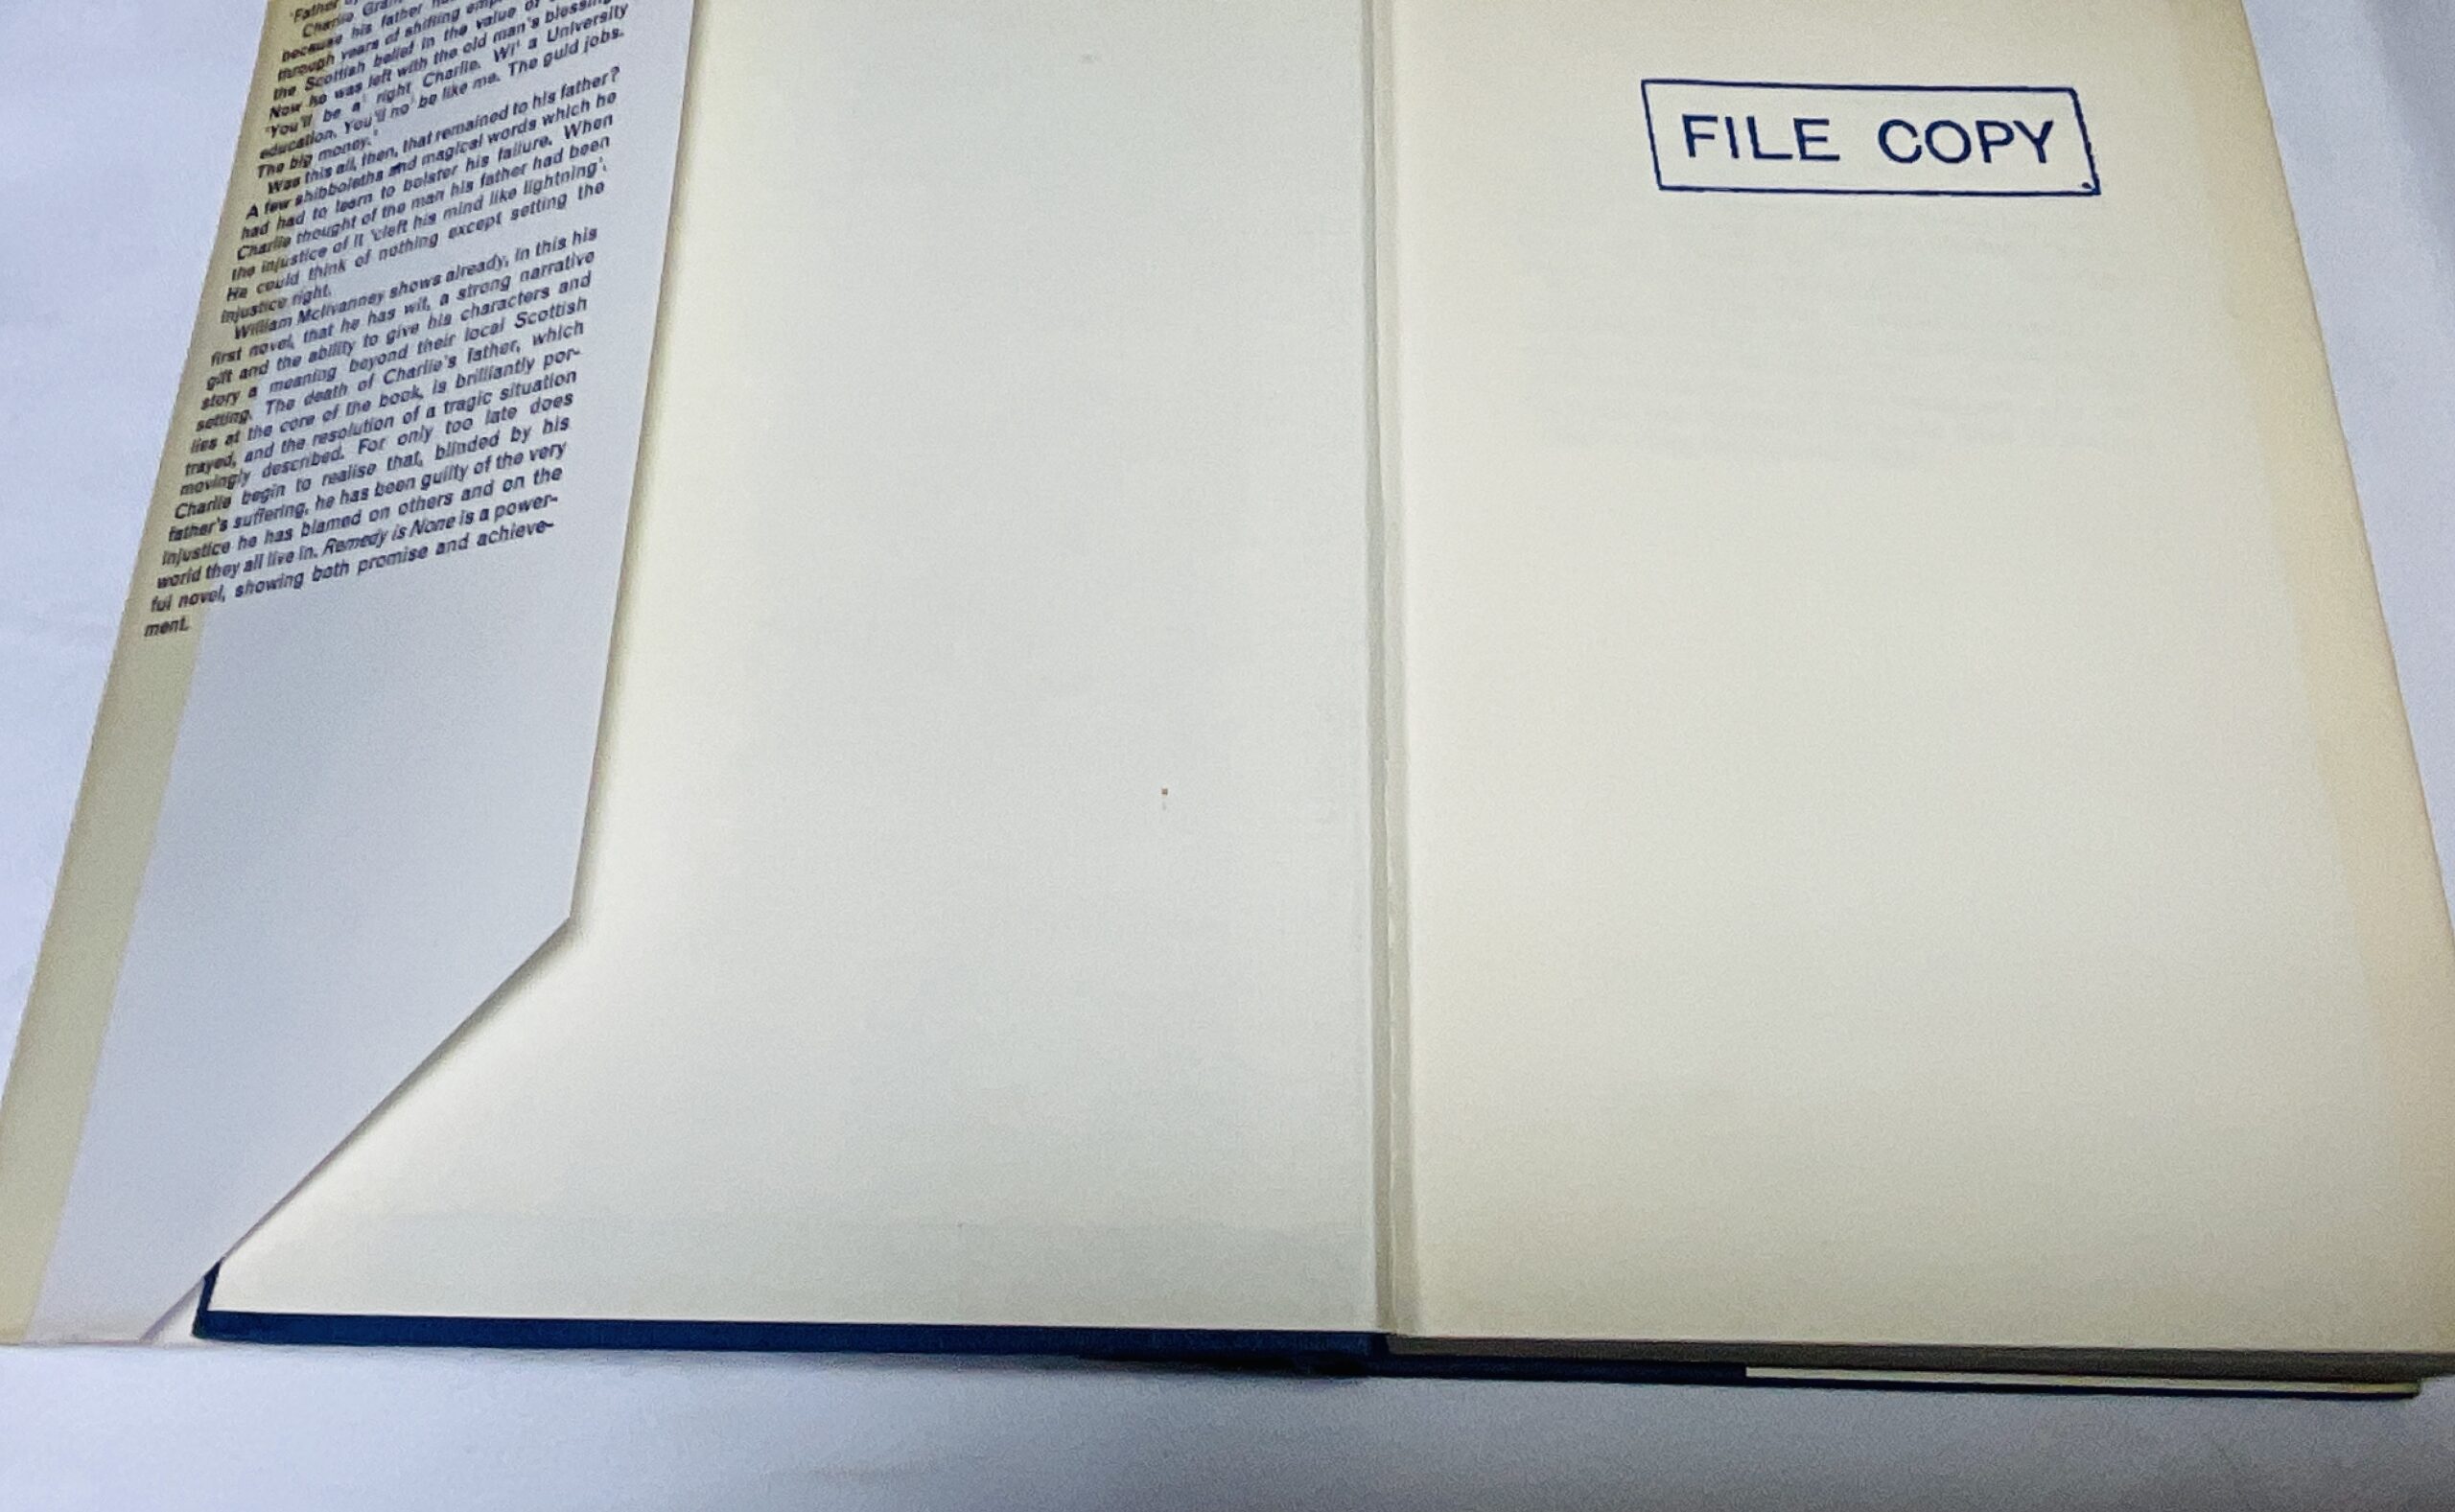 'Father
Charlie Gran
because his father
through years of shifting emp
the Scottish belief in the value of
Now he was left with the old man's blessing
'You'll be a' right, Charlie. Wi' a University
education. You'll no' be like me. The guid jobs.
The big money.'
Was this all, then, that remained to his father?
A few shibboleths and magical words which he
had had to learn to bolster his failure. When
Charlie thought of the man his father had been
the injustice of it 'cleft his mind like lightning'.
He could think of nothing except setting the
injustice right.
William McIlvanney shows already, in this his
first novel, that he has wit, a strong narrative
gift and the ability to give his characters and
story a meaning beyond their local Scottish
setting. The death of Charlie's father, which
lies at the core of the book, is brilliantly por-
trayed, and the resolution of a tragic situation
movingly described. For only too late does
Charlie begin to realise that, blinded by his
father's suffering, he has been guilty of the very
injustice he has blamed on others and on the
world they all live in. Remedy is None is a power-
ful novel, showing both promise and achieve-
ment.
FILE COPY